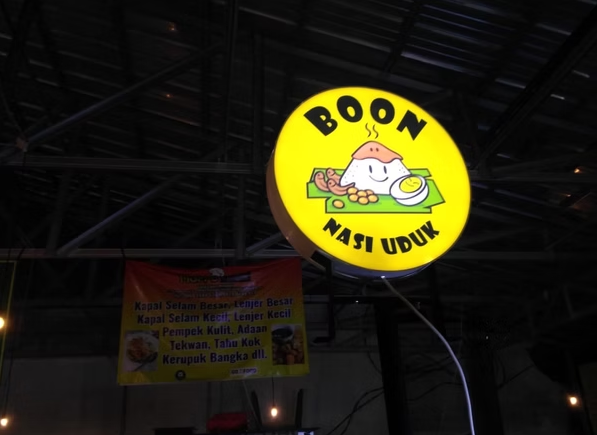 BOON
NASI UDUK
Kapal Selam Besar, Lenjer Besar
Kapal Selam Kecil, Lenjer Kecil
Pempek Kulit, Adaan
Tekwan, Tahu Kok
Kerupuk Bangka dll.